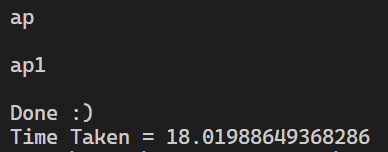 ap
ap1
Done :)
Time Taken = 18.01988649368286